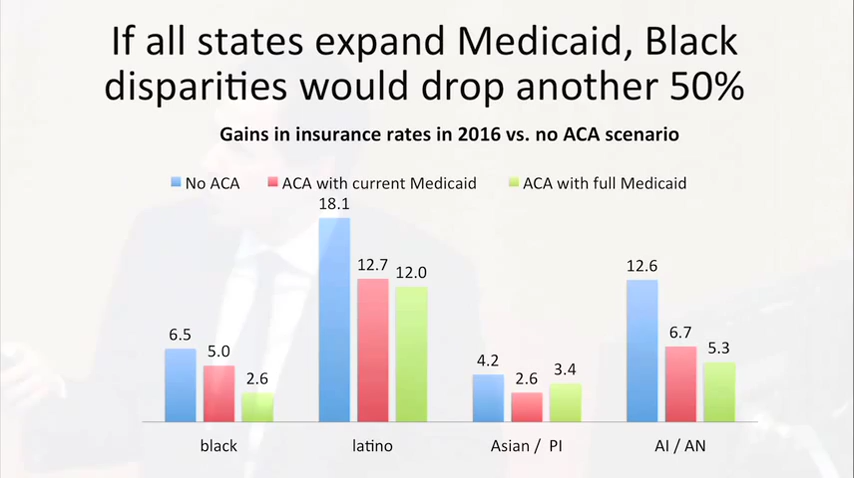 If all states expand Medicaid, Black
disparities would drop another 50%
Gains in insurance rates in 2016 vs. no ACA scenario
No ACA ACA with current Medicaid ACA with full Medicaid
18.1
12.7
12.0
12.6
6.5
5.0
2.6
4.2
2.6
3.4
6.7
5.3
black latino Asian / PI AI / AN